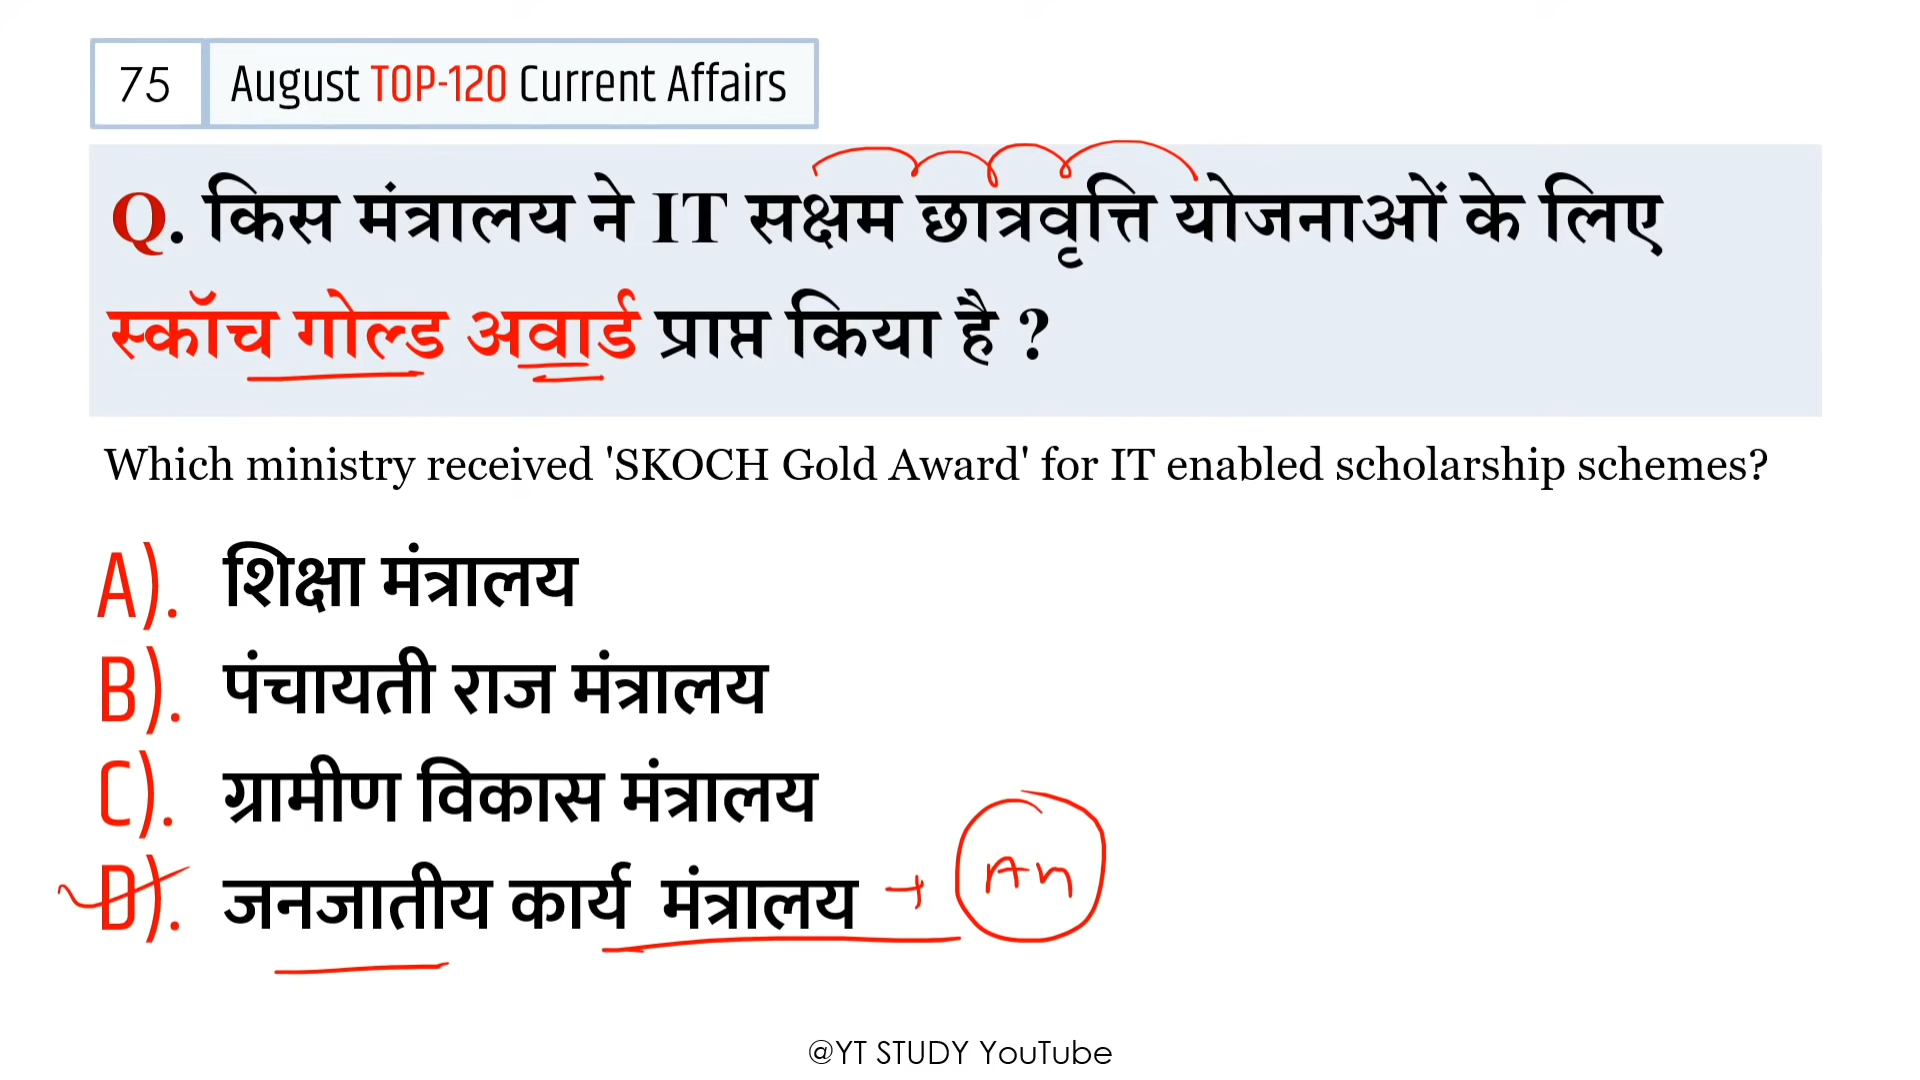 75 August TOP-120 Current Affairs
Q. किस मंत्रालय ने IT सक्षम छात्रवृत्ति योजनाओं के लिए
स्कॉच गोल्ड अवार्ड प्राप्त किया है ?
Which ministry received 'SKOCH Gold Award' for IT enabled scholarship schemes?
A). शिक्षा मंत्रालय
B). पंचायती राज मंत्रालय
C). ग्रामीण विकास मंत्रालय
D). जनजातीय कार्य मंत्रालय → An
@YT STUDY YouTube